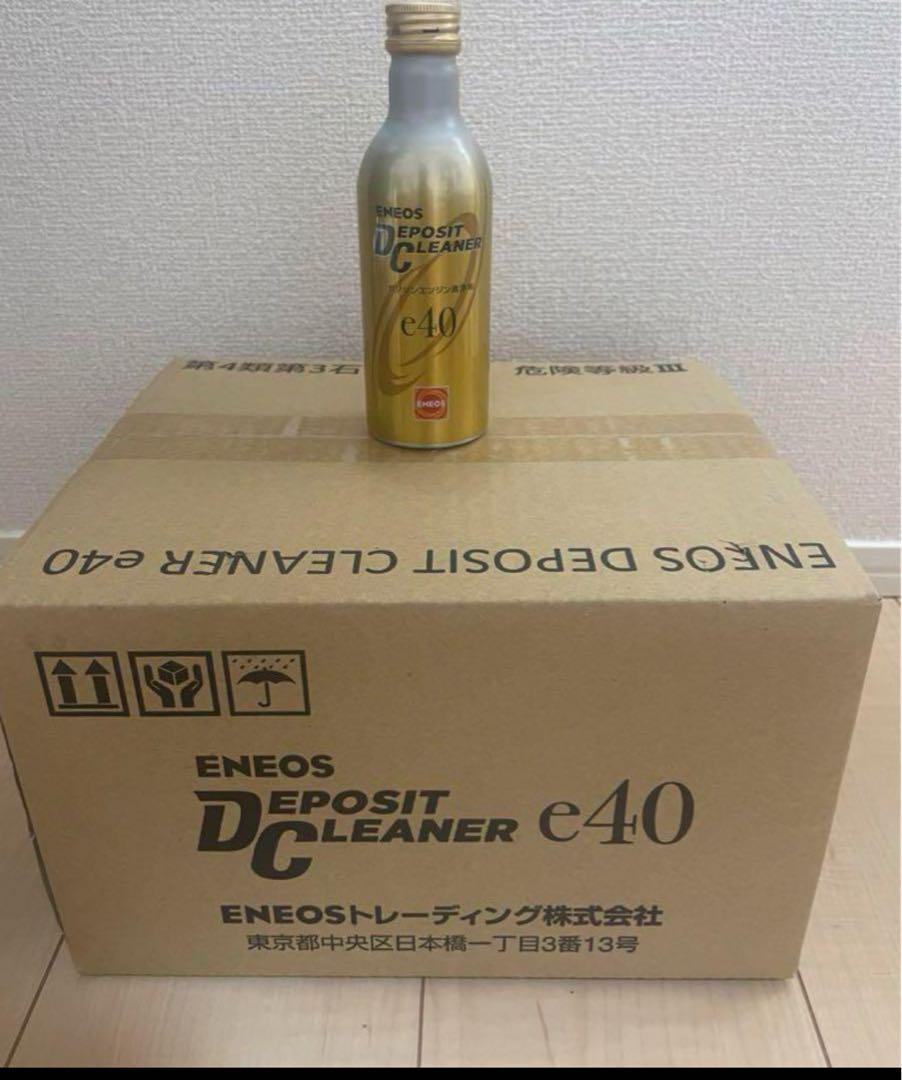 ENEOS
DEPOSIT
CLEANER
ガソリンエンジン清浄剤
e40
ENEOS
第4類第3石
危険等級Ⅲ
ENEOS DEPOSIT CLEANER e40
ENEOS
DEPOSIT
CLEANER e40
ENEOSトレーディング株式会社
東京都中央区日本橋一丁目3番13号